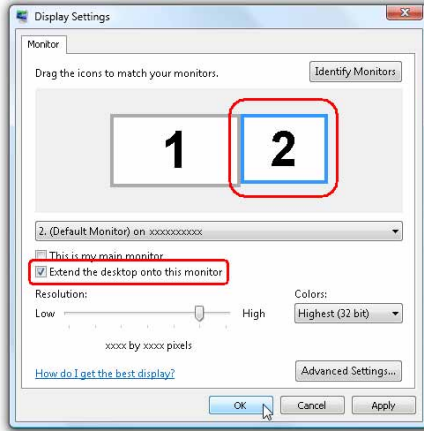 Display Settings
Monitor
Drag the icons to match your monitors.
Identify Monitors
1 2
2. (Default Monitor) on xxxxxxxxxx
This is my main monitor
Extend the desktop onto this monitor
Resolution: Colors:
Low High Highest (32 bit)
xxxx by xxxx pixels
How do I get the best display?
Advanced Settings...
OK Cancel Apply